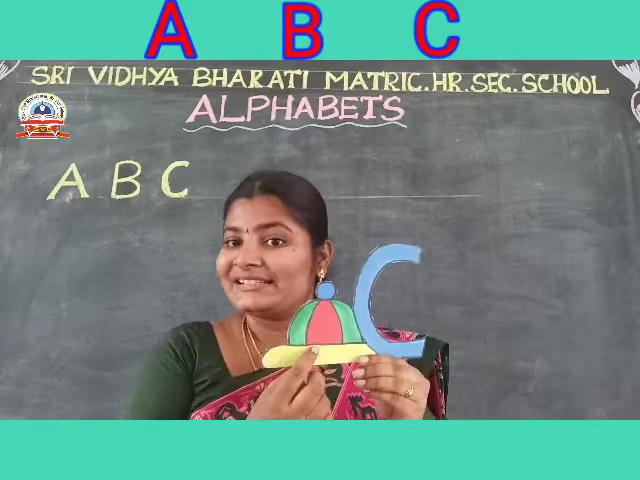 A B C
SRI VIDHYA BHARATI MATRIC.HR.SEC.SCHOOL
ALPHABETS
A B C
C